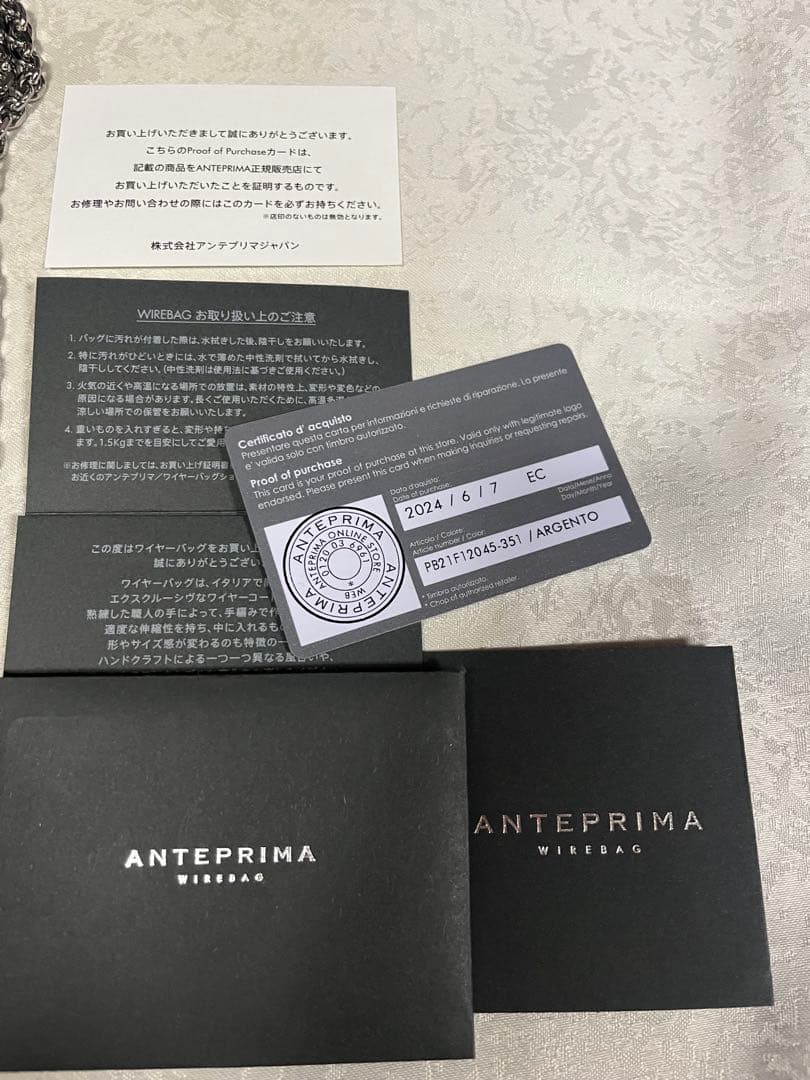 お買い上げいただきまして誠にありがとうございます。
こちらのProof of Purchaseカードは、
記載の商品をANTEPRIMA正規販売店にて
お買い上げいただいたことを証明するものです。
お修理やお問い合わせの際にはこのカードを必ずお持ちください。
※店印のないものは無効となります。
株式会社アンテプリマジャパン
WIREBAG お取り扱い上のご注意
1. バッグに汚れが付着した際は、水拭きした後、陰干しをお願いいたします。
2. 特に汚れがひどいときには、水で薄めた中性洗剤で拭いてから水拭きし、
陰干ししてください。(中性洗剤は使用法に基づきご使用ください。)
3. 火気の近くや高温になる場所での放置は、素材の特性上、変形や変色などの
原因になる場合があります。長くご使用いただくために、高温多湿
涼しい場所での保管をお願いいたします。
4. 重いものを入れすぎると、変形や持ち
ます。1.5Kgまでを目安にしてご愛用
※お修理に関しましては、お買い上げ証明書
お近くのアンテプリマ/ワイヤーバッグショ
Certificato d' acquisto
Presentare questa carta per informazioni e richieste di riparazione. La presente
e' valida solo con timbro autorizzato.
Proof of purchase
This card is your proof of purchase at this store. Valid only with legitimate logo
endorsed. Please present this card when making inquiries or requesting repairs.
Data d'aquisto:
Date of purchase:
2024 / 6 / 7 EC
Data/Mese/Anno
Day/Month/Year
Articolo / Colore:
Article number / Color:
PB21F12045-351 / ARGENTO
* Timbro autorizzato.
* Chop of authorized retailer.
ANTEPRIMA ANTEPRIMA
ANTEPRIMA ONLINE STORE
0120 03 6961
WEB
*
この度はワイヤーバッグをお買い上
誠にありがとうござい
ワイヤーバッグは、イタリアで
エクスクルーシヴなワイヤーコー
熟練した職人の手によって、手編みで作
適度な伸縮性を持ち、中に入れるもの
形やサイズ感が変わるのも特徴の一
ハンドクラフトによる一つ一つ異なる風合いや、
ANTEPRIMA
WIREBAG
ANTEPRIMA
WIREBAG